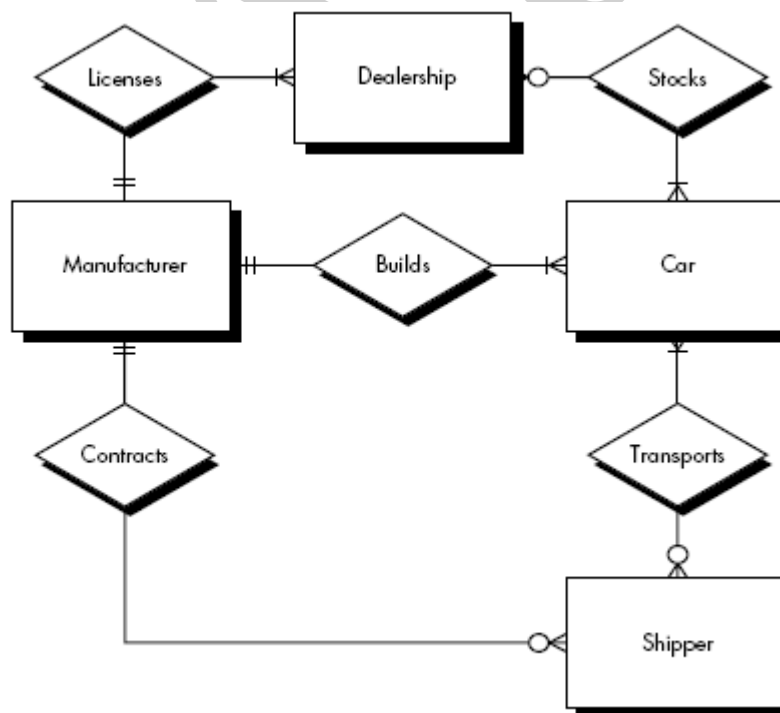 Licenses
Dealership
Stocks
Manufacturer
Builds
Car
Contracts
Transports
Shipper